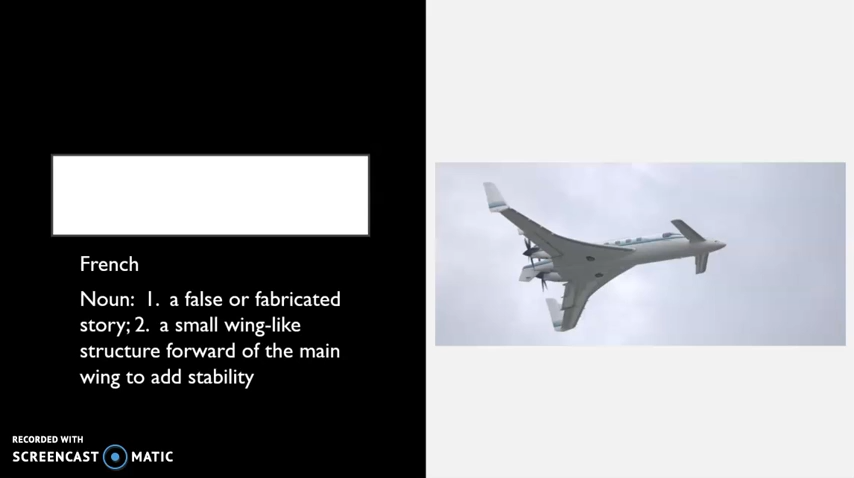 French
Noun: 1. a false or fabricated
story; 2. a small wing-like
structure forward of the main
wing to add stability
RECORDED WITH
SCREENCAST MATIC